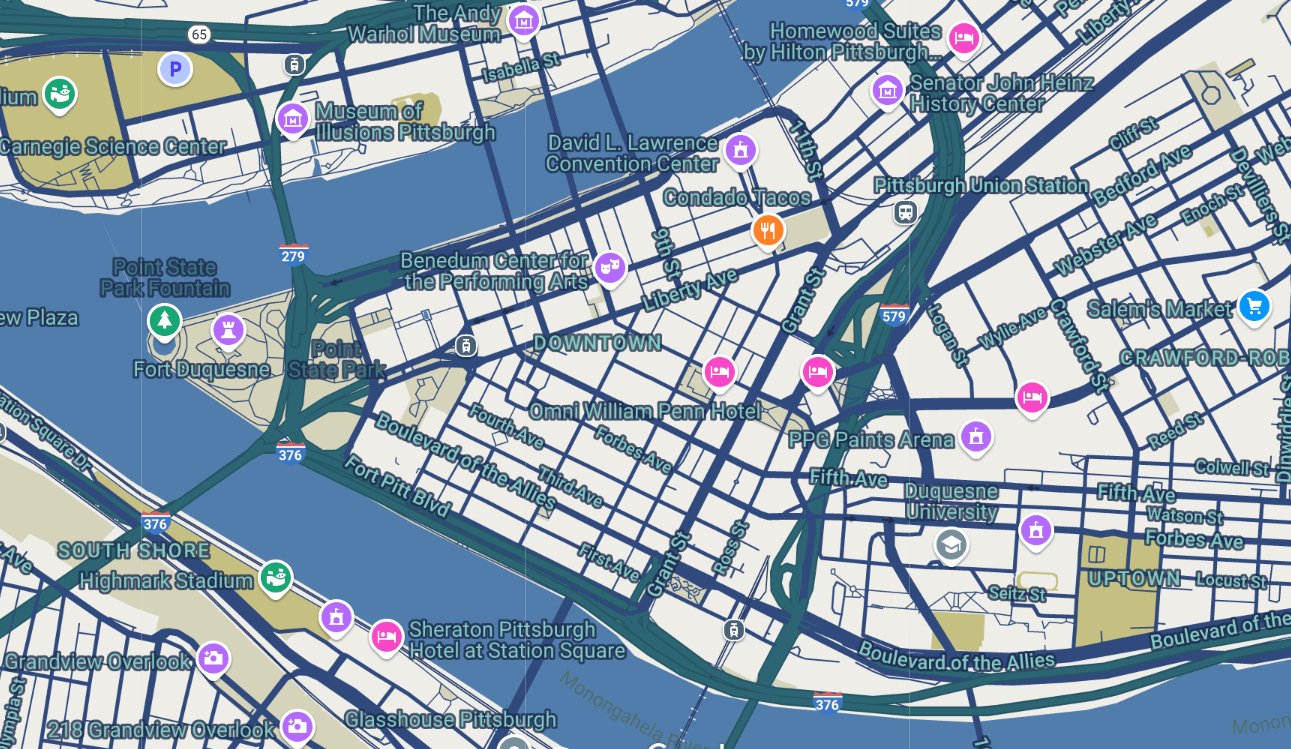 579
The Andy
Warhol Museum
65
Homewood Suites
by Hilton Pittsburgh...
Liberty
Isabella St
P
Senator John Heinz
History Center
Museum of
Illusions Pittsburgh
Carnegie Science Center
David L. Lawrence
Convention Center
11th St
Cliff St
Bedford Ave
Devilliers St
Pittsburgh Union Station
Condado Tacos
Enoch St
Webster Ave
279
9th St
Benedum Center for
the Performing Arts
Point State
Park Fountain
Liberty Ave
Grant St
579
Logan St
Wylie Ave
Crawford St
Salem's Market
ew Plaza
DOWNTOWN
Point
State Park
Fort Duquesne
CRAWFORD-ROB
Omni William Penn Hotel
Fourth Ave
Forbes Ave
PPG Paints Arena
Reed St
Dinwiddie St
ation Square Dr
376
Boulevard of the Allies
Fort Pitt Blvd
Third Ave
Fifth Ave
Colwell St
Duquesne
University
Fifth Ave
Watson St
Forbes Ave
376
SOUTH SHORE
Highmark Stadium
First Ave
Grant St
Ross St
Seitz St
UPTOWN
Locust St
Ave
Sheraton Pittsburgh
Hotel at Station Square
Boulevard of the
Boulevard of the Allies
Grandview Overlook
376
Monongahela River
Glasshouse Pittsburgh
218 Grandview Overlook
lympia St
Monon